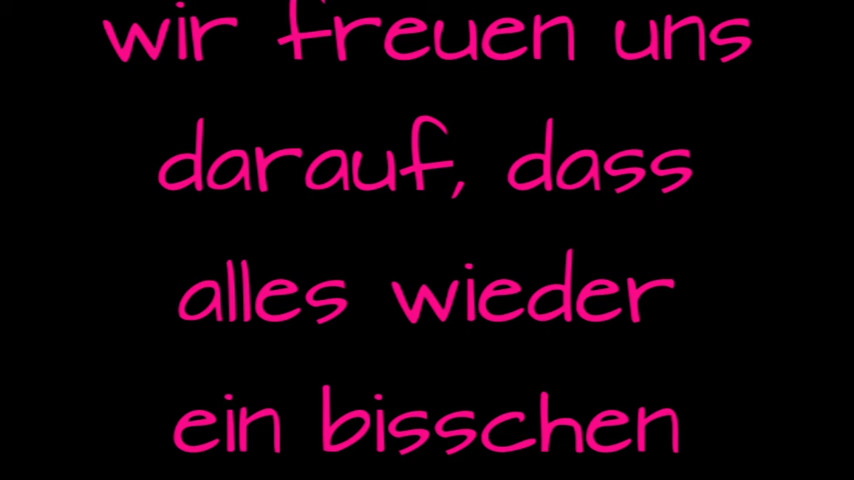 wir freuen uns
darauf, dass
alles wieder
ein bisschen